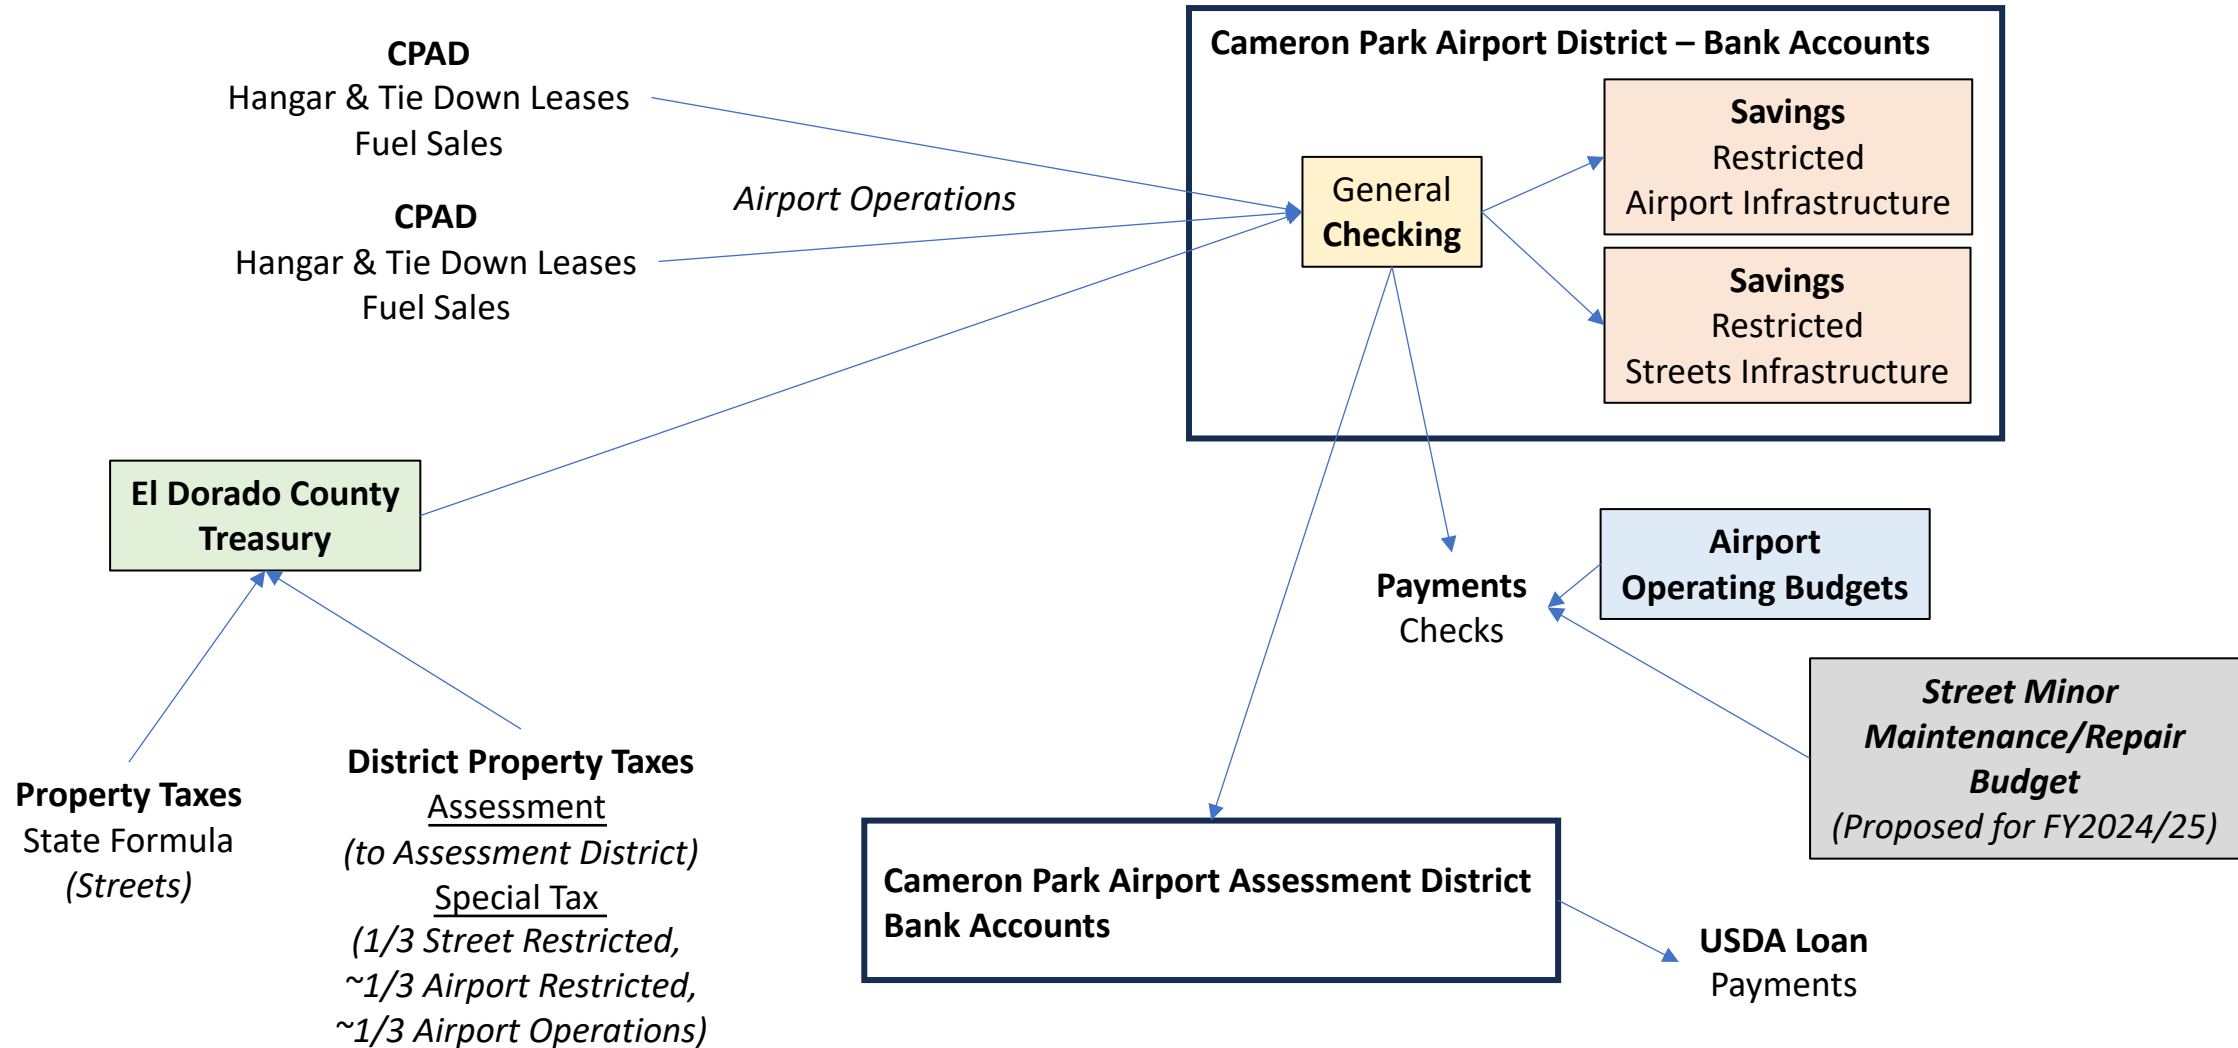 CPAD
Hangar & Tie Down Leases
Fuel Sales
CPAD
Hangar & Tie Down Leases
Fuel Sales
Airport Operations
Cameron Park Airport District – Bank Accounts
General
Checking
Savings
Restricted
Airport Infrastructure
Savings
Restricted
Streets Infrastructure
El Dorado County
Treasury
Payments
Checks
Airport
Operating Budgets
Street Minor
Maintenance/Repair
Budget
(Proposed for FY2024/25)
Property Taxes
State Formula
(Streets)
District Property Taxes
Assessment
(to Assessment District)
Special Tax
(1/3 Street Restricted,
~1/3 Airport Restricted,
~1/3 Airport Operations)
Cameron Park Airport Assessment District
Bank Accounts
USDA Loan
Payments